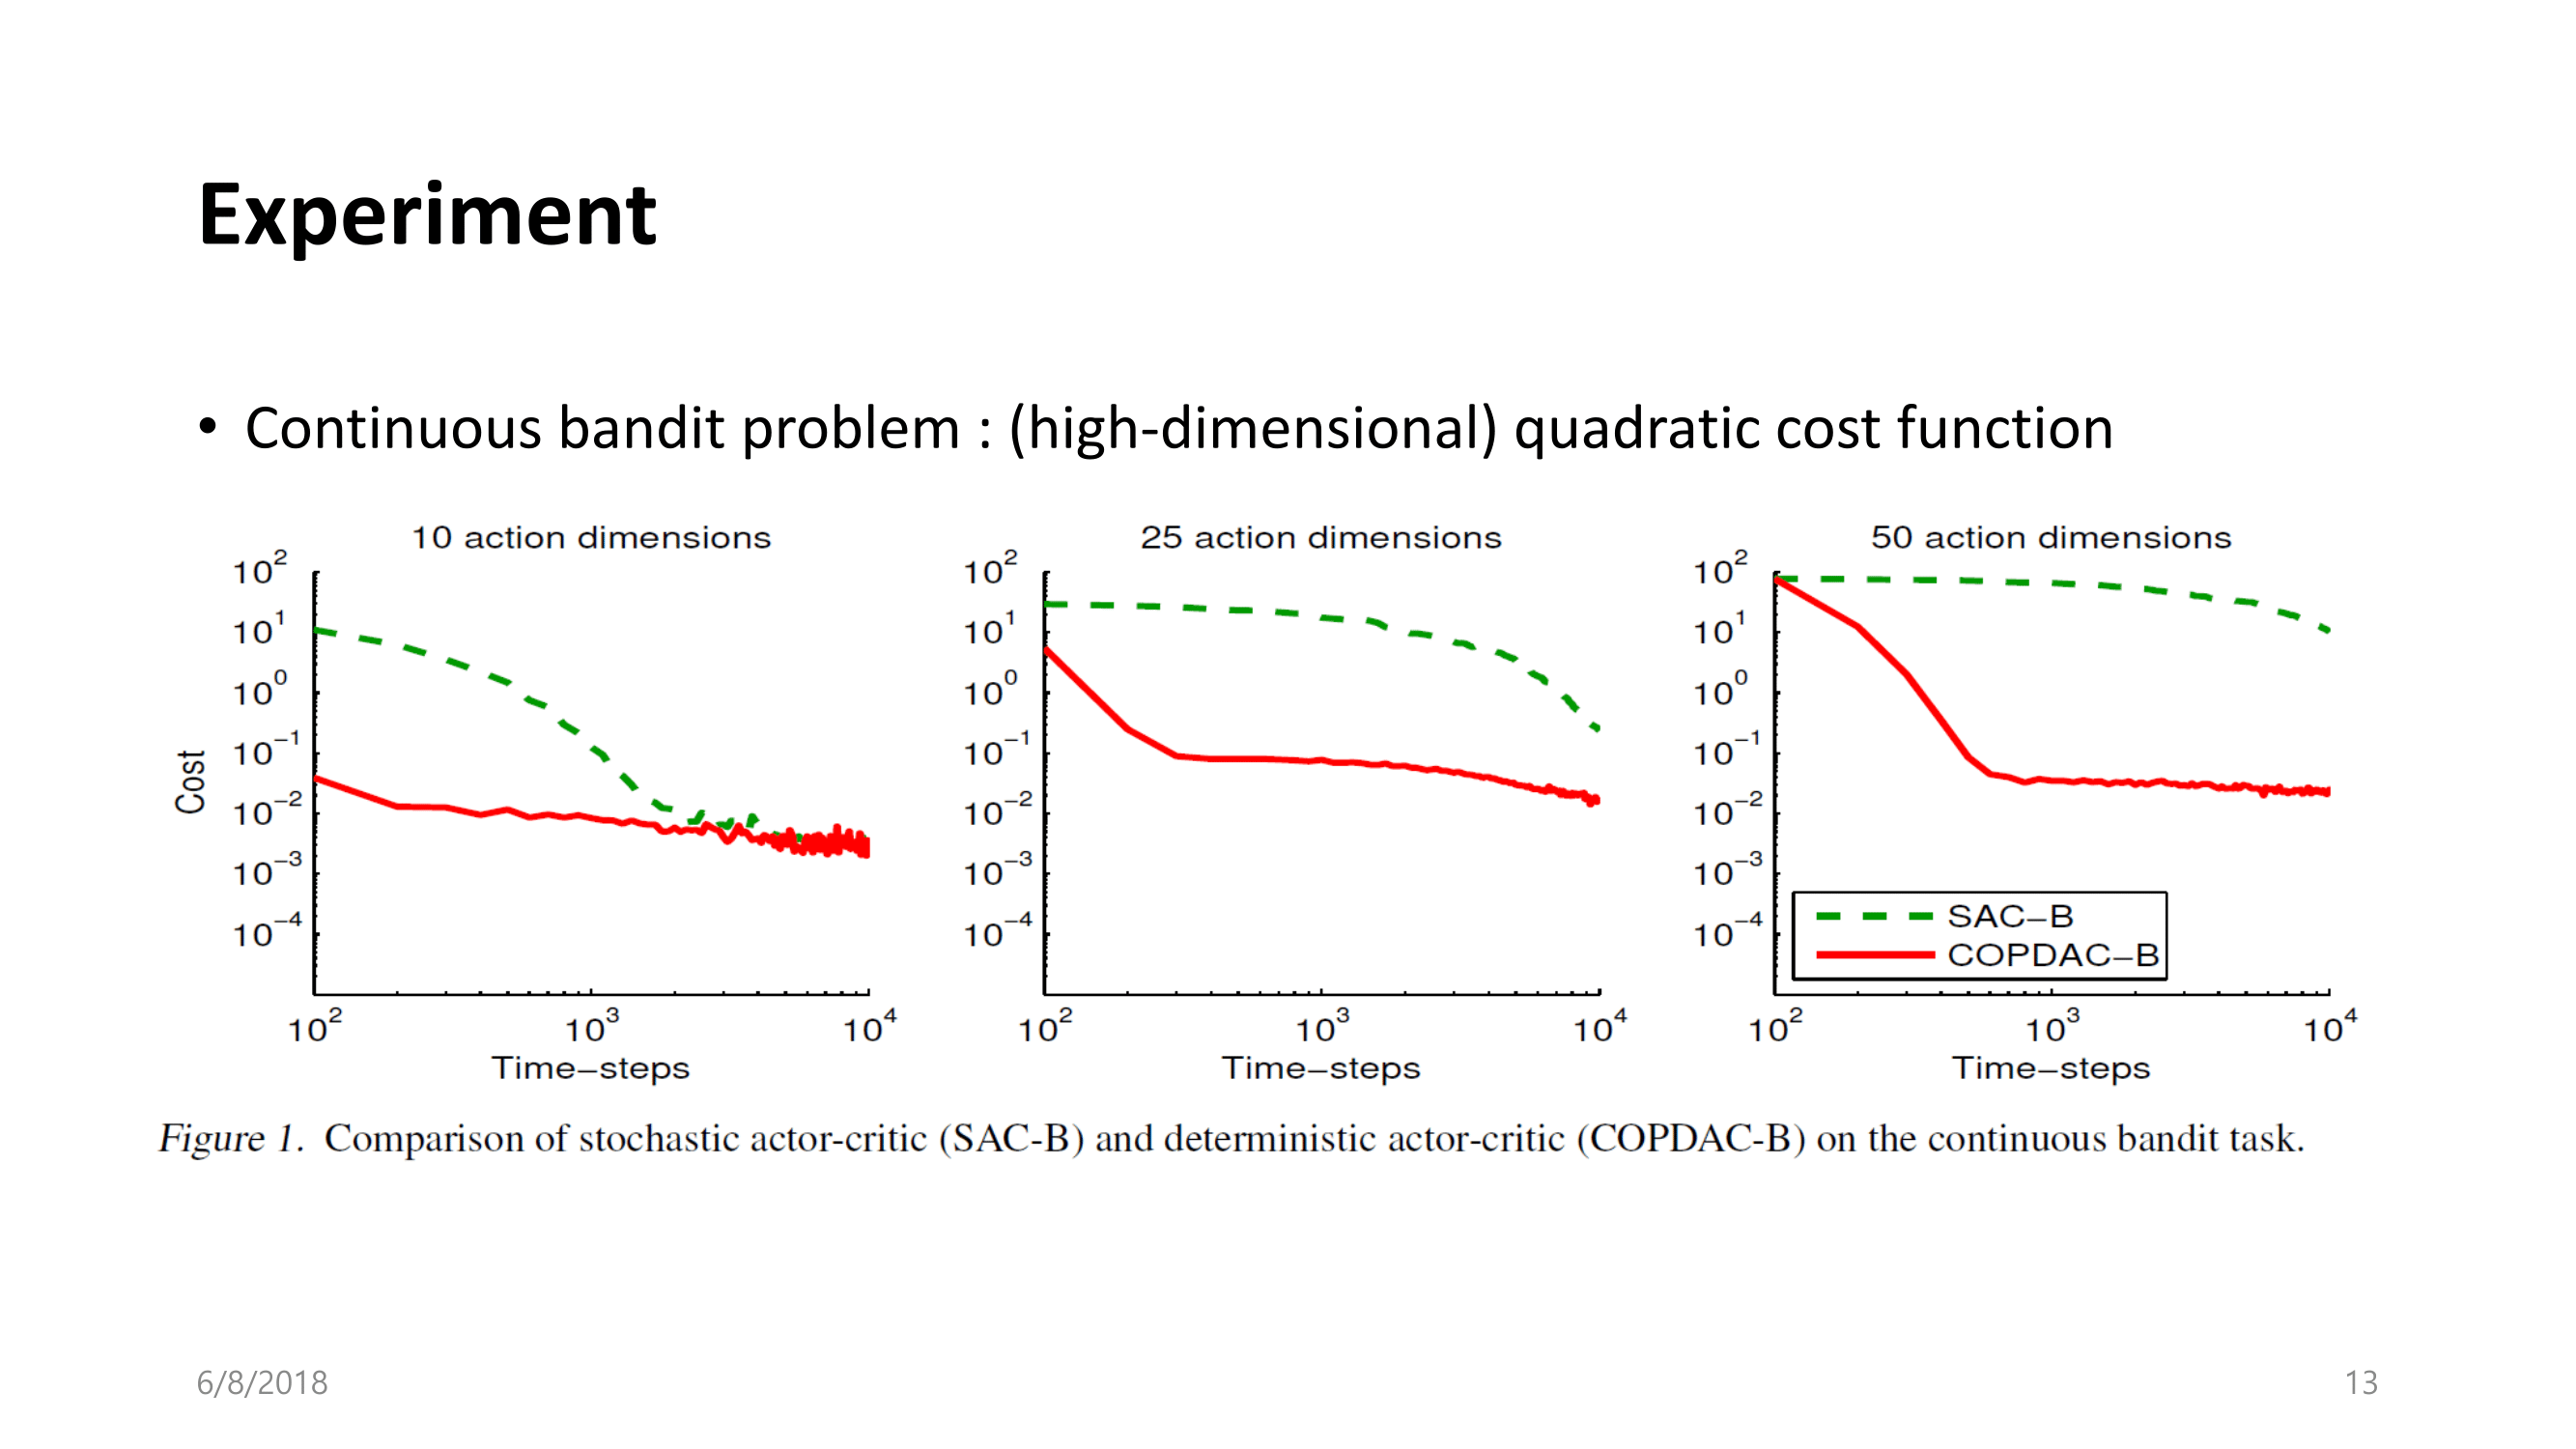 Experiment
• Continuous bandit problem : (high-dimensional) quadratic cost function
10 action dimensions
10^2
10^1
10^0
10^−1
10^−2
10^−3
10^−4
Cost
10^2 10^3 10^4
Time−steps
25 action dimensions
10^2
10^1
10^0
10^−1
10^−2
10^−3
10^−4
10^2 10^3 10^4
Time−steps
50 action dimensions
10^2
10^1
10^0
10^−1
10^−2
10^−3
10^−4
SAC−B
COPDAC−B
10^2 10^3 10^4
Time−steps
Figure 1. Comparison of stochastic actor-critic (SAC-B) and deterministic actor-critic (COPDAC-B) on the continuous bandit task.
6/8/2018
13